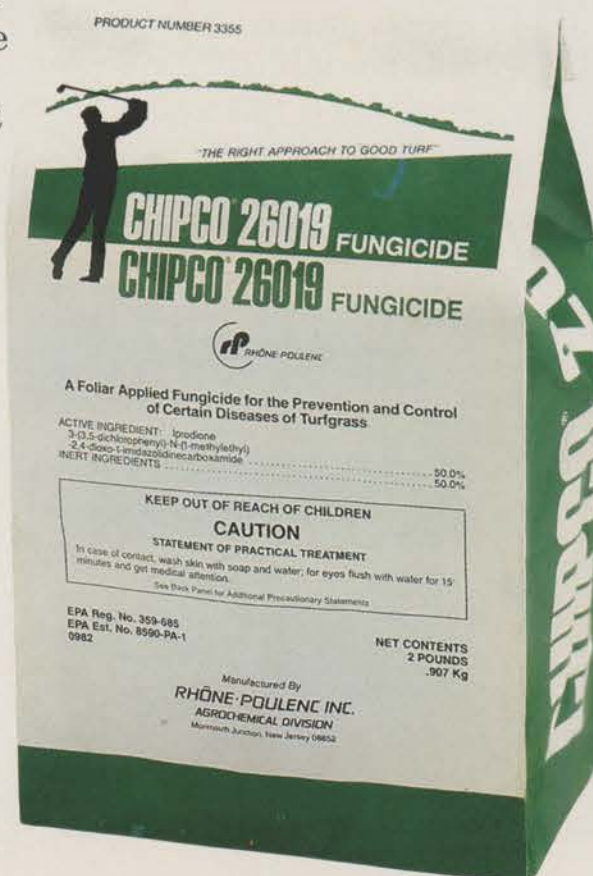 e
PRODUCT NUMBER 3355
"THE RIGHT APPROACH TO GOOD TURF"
CHIPCO® 26019 FUNGICIDE
CHIPCO® 26019 FUNGICIDE
rP RHÔNE-POULENC
A Foliar Applied Fungicide for the Prevention and Control
of Certain Diseases of Turfgrass
ACTIVE INGREDIENT: Iprodione
3-(3,5-dichlorophenyl)-N-(1-methylethyl)
-2,4-dioxo-1-imidazolidinecarboxamide ........................................ 50.0%
INERT INGREDIENTS ........................................ 50.0%
KEEP OUT OF REACH OF CHILDREN
CAUTION
STATEMENT OF PRACTICAL TREATMENT
In case of contact, wash skin with soap and water; for eyes flush with water for 15
minutes and get medical attention.
See Back Panel for Additional Precautionary Statements
EPA Reg. No. 359-685
EPA Est. No. 8590-PA-1
0982
NET CONTENTS
2 POUNDS
.907 Kg
Manufactured By
RHÔNE-POULENC INC.
AGROCHEMICAL DIVISION
Monmouth Junction, New Jersey 08852
CHIPCO®